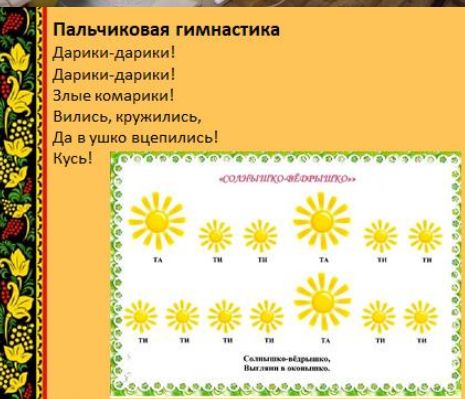 Пальчиковая гимнастика
Дарики-дарики!
Дарики-дарики!
Злые комарики!
Вились, кружились,
Да в ушко вцепились!
Кусь!
«СОЛНЫШКО-ВЁДРЫШКО»
ТА ТИ ТИ ТА ТИ ТИ
ТИ ТИ ТИ ТИ ТА ТИ ТИ
Солнышко-вёдрышко,
Выгляни в окошышко.